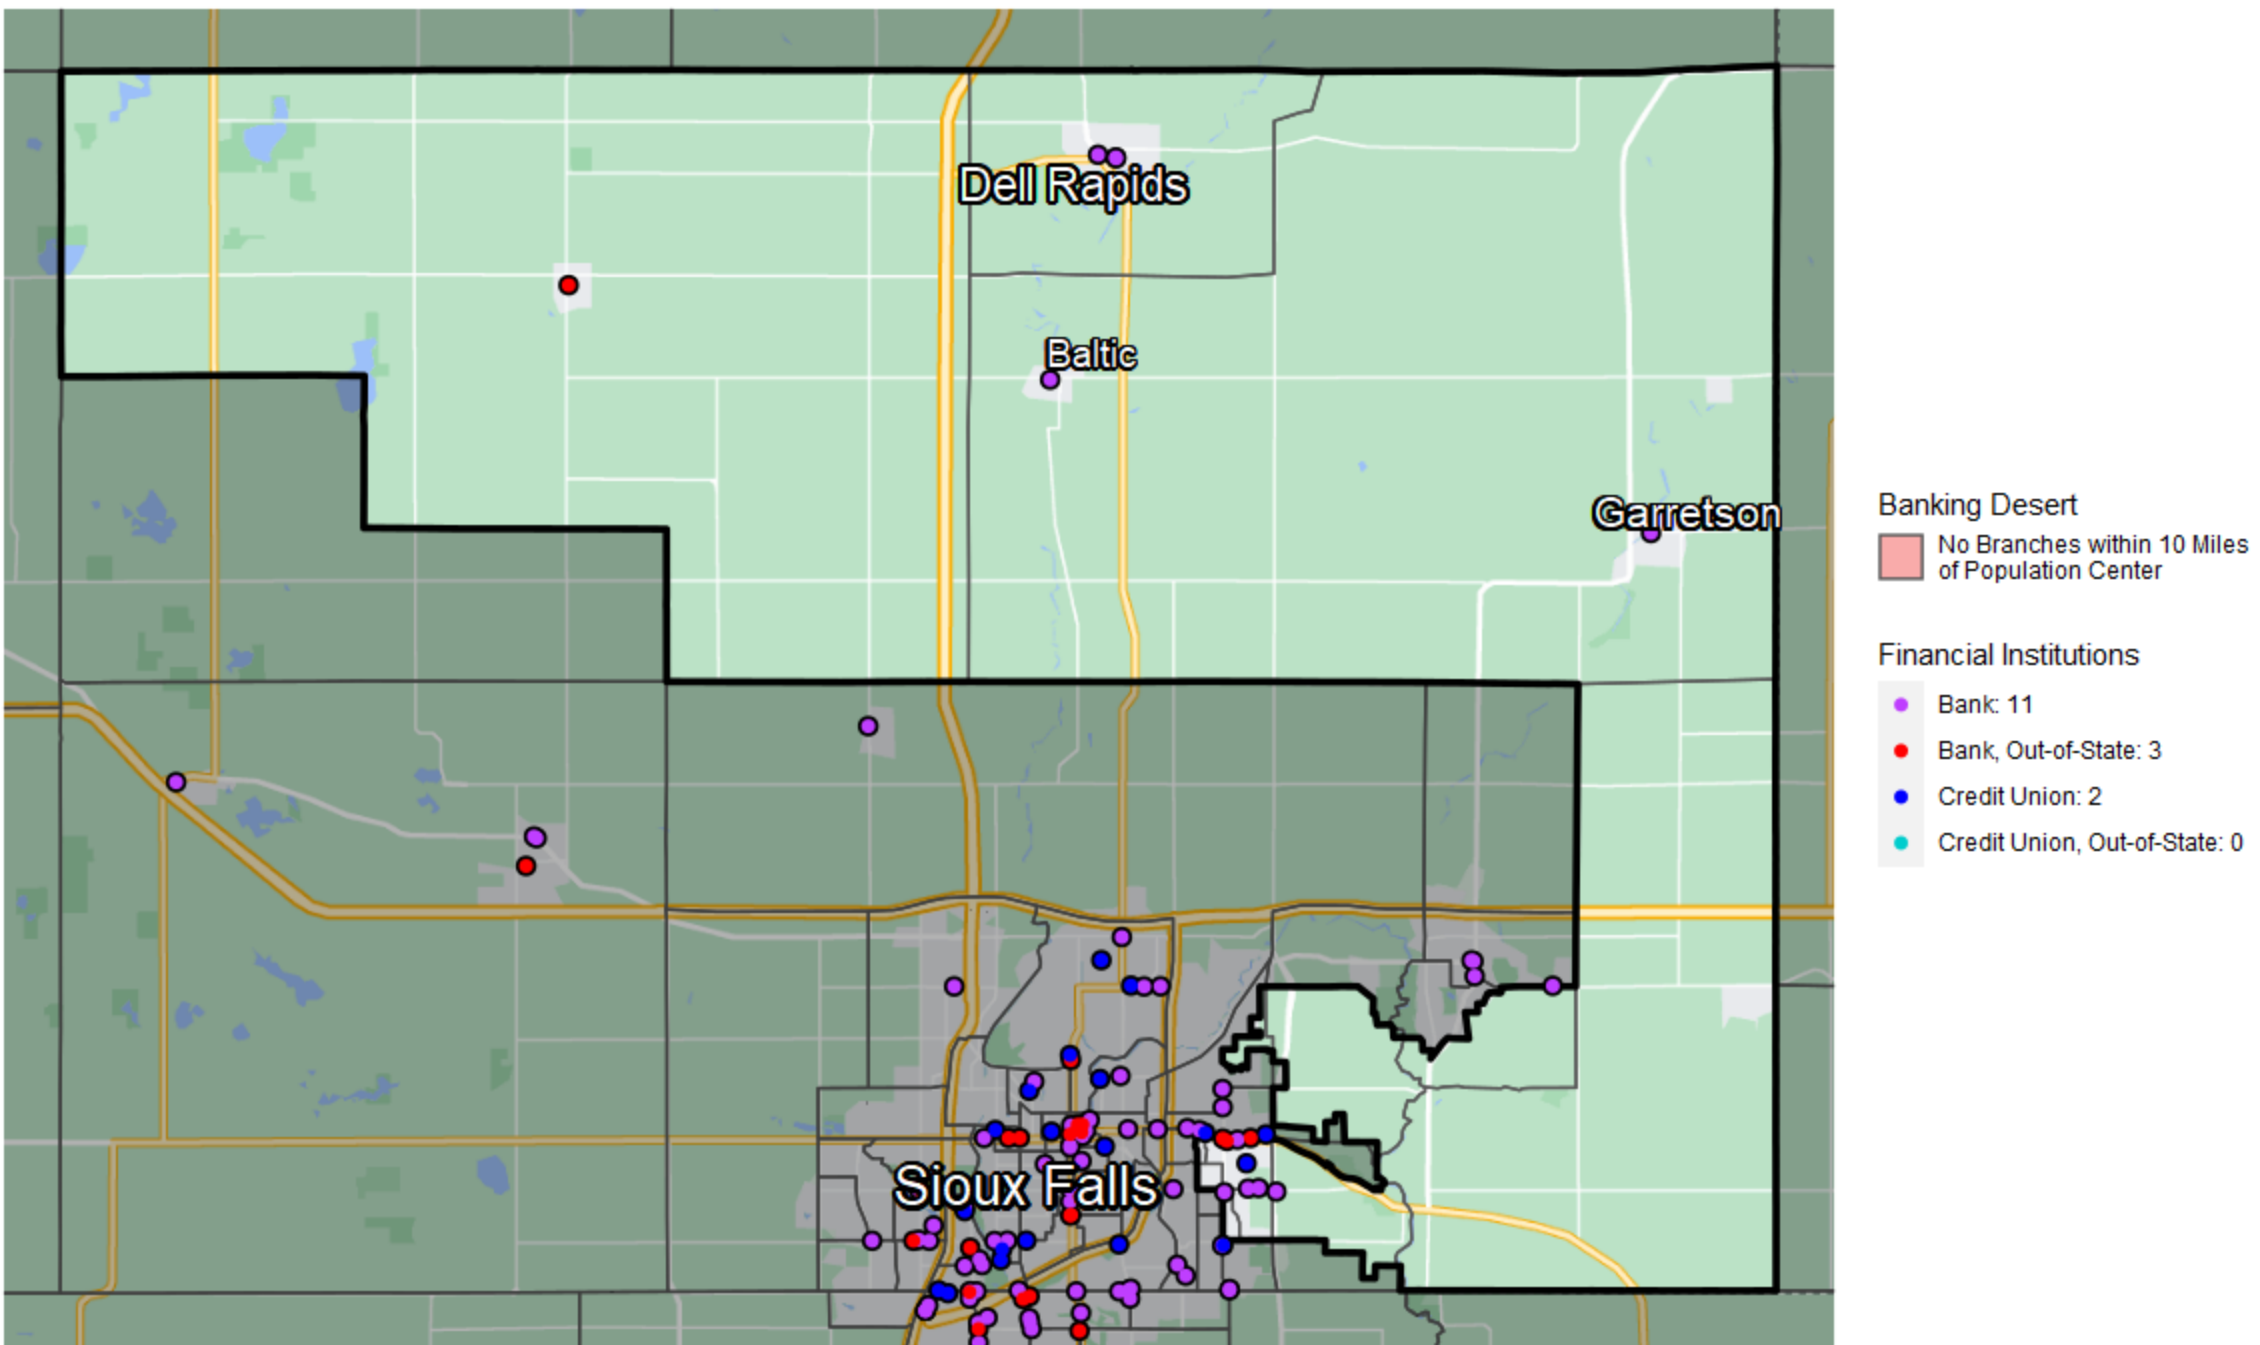 Dell Rapids
Baltic
Garretson
Sioux Falls
Banking Desert
No Branches within 10 Miles
of Population Center
Financial Institutions
Bank: 11
Bank, Out-of-State: 3
Credit Union: 2
Credit Union, Out-of-State: 0